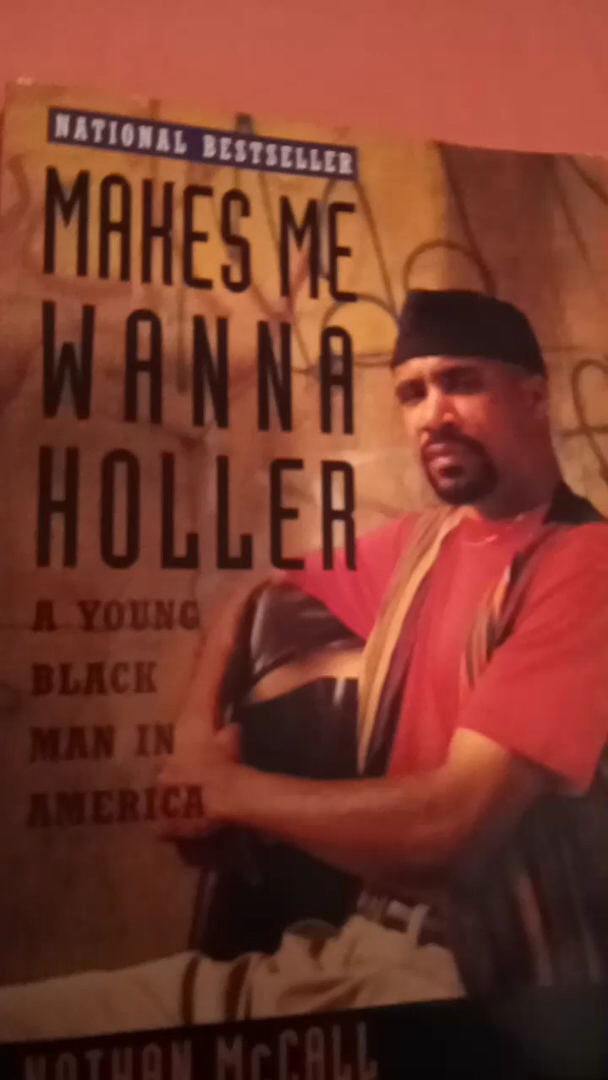 NATIONAL BESTSELLER
MAKES ME
WANNA
HOLLER
A YOUNG
BLACK
MAN IN
AMERICA
NATHAN McCALL